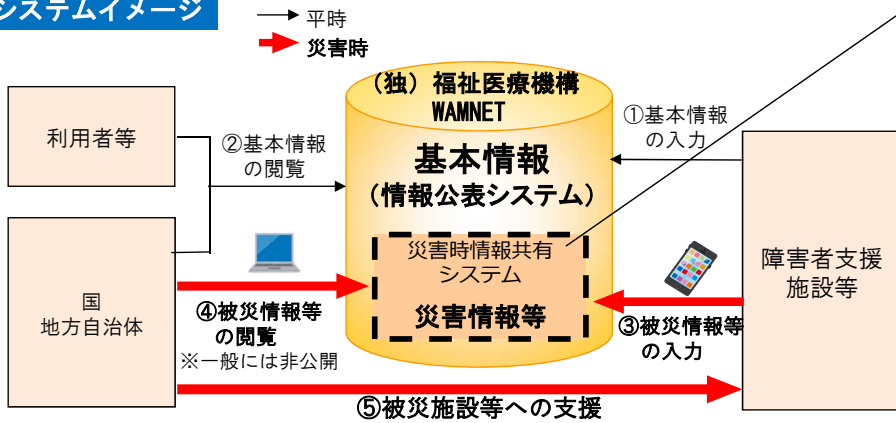 システムイメージ
平時
災害時
（独）福祉医療機構
WAMNET
基本情報
（情報公表システム）
災害時情報共有
システム
災害情報等
利用者等
国
地方自治体
②基本情報
の閲覧
①基本情報
の入力
障害者支援
施設等
④被災情報等
の閲覧
※一般には非公開
③被災情報等
の入力
⑤被災施設等への支援